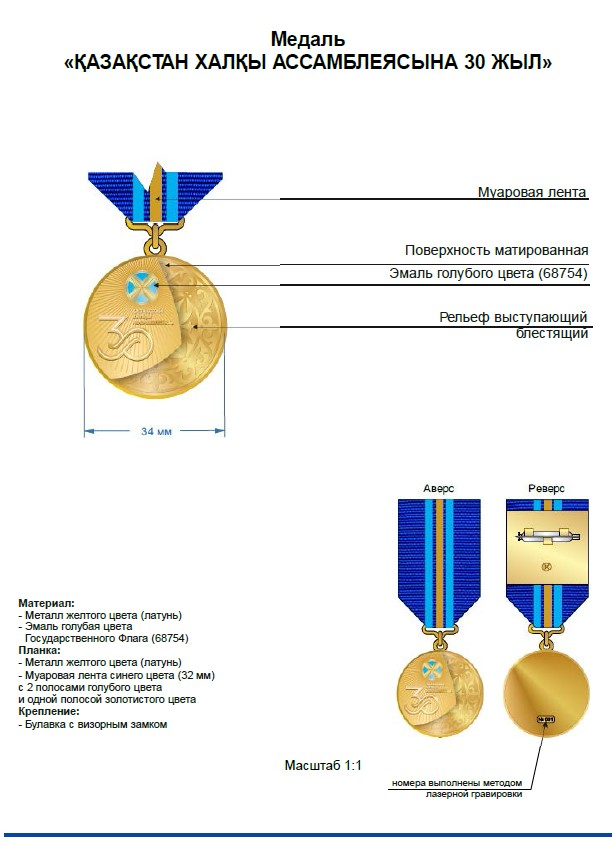 Медаль
«ҚАЗАҚСТАН ХАЛҚЫ АССАМБЛЕЯСЫНА 30 ЖЫЛ»
Муаровая лента
Поверхность матированная
Эмаль голубого цвета (68754)
Рельеф выступающий
блестящий
30
34 мм
Аверс
Реверс
30
Материал:
- Металл желтого цвета (латунь)
- Эмаль голубая цвета
Государственного Флага (68754)
Планка:
- Металл желтого цвета (латунь)
- Муаровая лента синего цвета (32 мм)
с 2 полосами голубого цвета
и одной полосой золотистого цвета
Крепление:
- Булавка с визорным замком
Масштаб 1:1
номера выполнены методом
лазерной гравировки